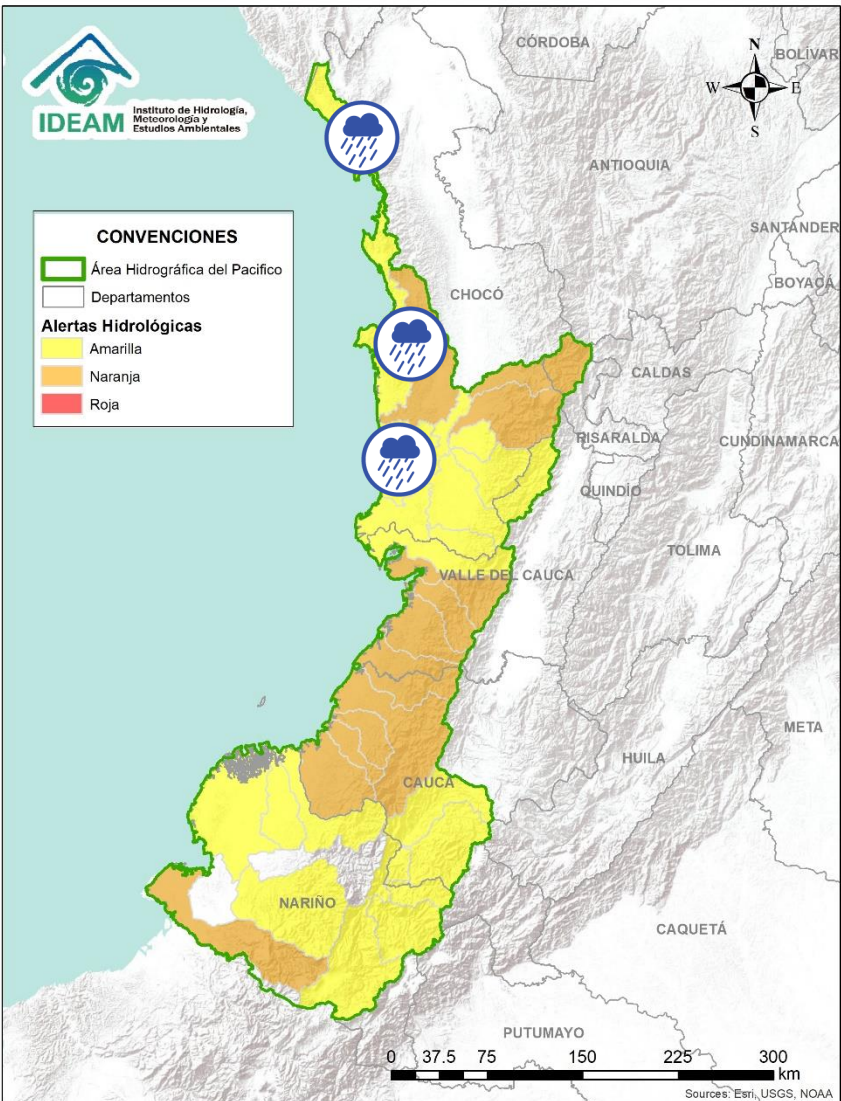 IDEAM
Instituto de Hidrología,
Meteorología y
Estudios Ambientales
N
W
E
S
CONVENCIONES
Área Hidrográfica del Pacifico
Departamentos
Alertas Hidrológicas
Amarilla
Naranja
Roja
CÓRDOBA
BOLÍVAR
ANTIOQUIA
SANTANDER
BOYACÁ
CHOCÓ
CALDAS
RISARALDA
CUNDINAMARCA
QUINDÍO
TOLIMA
VALLE DEL CAUCA
META
HUILA
CAUCA
NARIÑO
CAQUETÁ
PUTUMAYO
0 37.5 75 150 225 300
km
Sources: Esri, USGS, NOAA